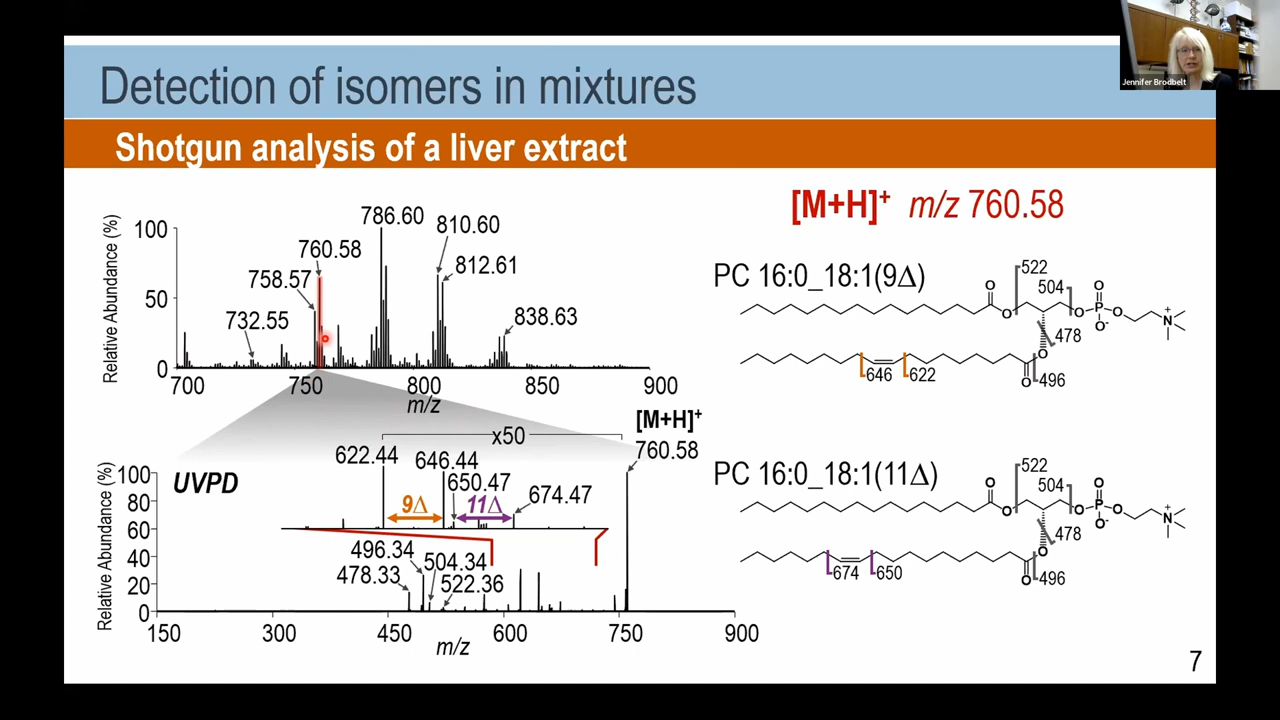 Jennifer Brodbelt
Detection of isomers in mixtures
Shotgun analysis of a liver extract
[M+H]+ m/z 760.58
Relative Abundance (%)
100
50
0
786.60
810.60
760.58
812.61
758.57
732.55
838.63
700
750
800
850
900
m/z
PC 16:0_18:1(9Δ)
522
504
478
496
646
622
O
O
O
O
O
P
O
O-
N+
UVPD
Relative Abundance (%)
100
80
60
40
20
0
[M+H]+
760.58
x50
622.44
646.44
650.47
674.47
9Δ
11Δ
496.34
504.34
478.33
522.36
150
300
450
600
750
900
m/z
PC 16:0_18:1(11Δ)
522
504
478
496
674
650
O
O
O
O
O
P
O
O-
N+
7